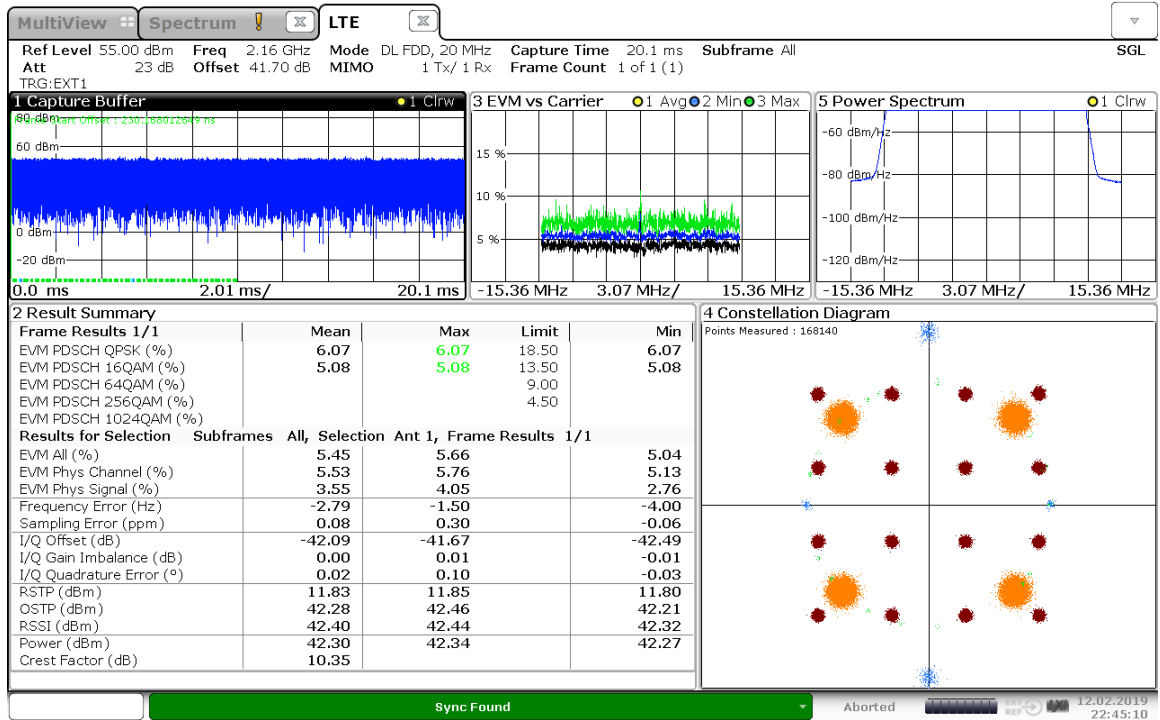 MultiView Spectrum LTE
Ref Level 55.00 dBm Freq 2.16 GHz Mode DL FDD, 20 MHz Capture Time 20.1 ms Subframe All SGL
Att 23 dB Offset 41.70 dB MIMO 1 Tx/ 1 Rx Frame Count 1 of 1 (1)
TRG:EXT1
1 Capture Buffer 1 Clrw
80 dBm
Frame Start Offset : 230.168012649 ns
60 dBm
0 dBm
-20 dBm
0.0 ms 2.01 ms/ 20.1 ms
3 EVM vs Carrier 1 Avg 2 Min 3 Max
15 %
10 %
5 %
-15.36 MHz 3.07 MHz/ 15.36 MHz
5 Power Spectrum 1 Clrw
-60 dBm/Hz
-80 dBm/Hz
-100 dBm/Hz
-120 dBm/Hz
-15.36 MHz 3.07 MHz/ 15.36 MHz
2 Result Summary
Frame Results 1/1 Mean Max Limit Min
EVM PDSCH QPSK (%) 6.07 6.07 18.50 6.07
EVM PDSCH 16QAM (%) 5.08 5.08 13.50 5.08
EVM PDSCH 64QAM (%) 9.00
EVM PDSCH 256QAM (%) 4.50
EVM PDSCH 1024QAM (%)
Results for Selection Subframes All, Selection Ant 1, Frame Results 1/1
EVM All (%) 5.45 5.66 5.04
EVM Phys Channel (%) 5.53 5.76 5.13
EVM Phys Signal (%) 3.55 4.05 2.76
Frequency Error (Hz) -2.79 -1.50 -4.00
Sampling Error (ppm) 0.08 0.30 -0.06
I/Q Offset (dB) -42.09 -41.67 -42.49
I/Q Gain Imbalance (dB) 0.00 0.01 -0.01
I/Q Quadrature Error (°) 0.02 0.10 -0.03
RSTP (dBm) 11.83 11.85 11.80
OSTP (dBm) 42.28 42.46 42.21
RSSI (dBm) 42.40 42.44 42.32
Power (dBm) 42.30 42.34 42.27
Crest Factor (dB) 10.35
4 Constellation Diagram
Points Measured : 168140
Sync Found
Aborted
EXT
REF
12.02.2019
22:45:10